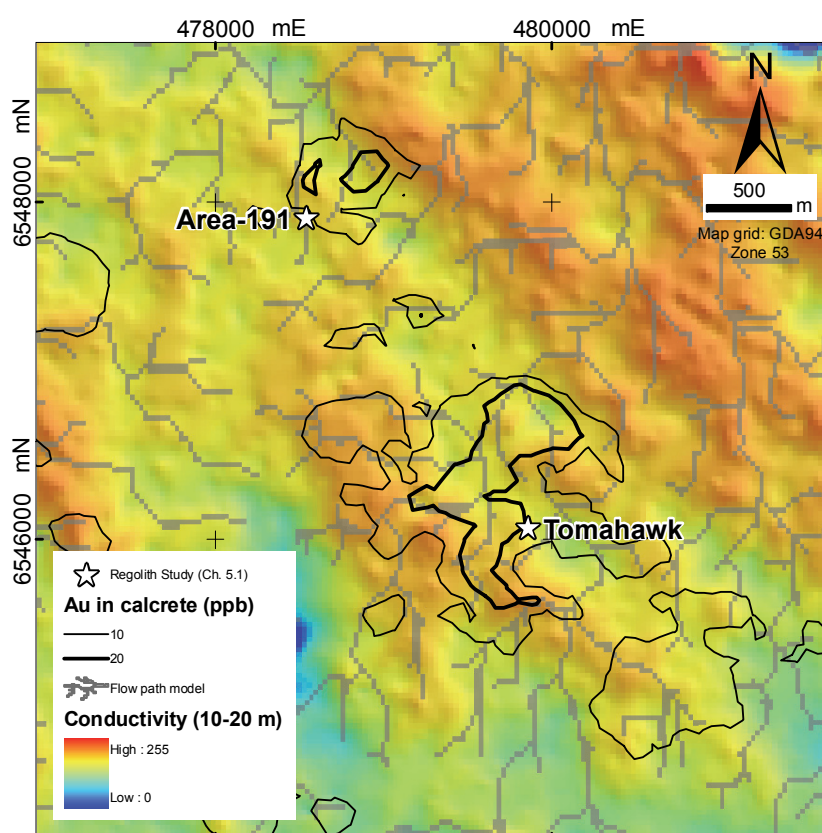 478000 mE
480000 mE
6548000 mN
6546000 mN
N
500
m
Map grid: GDA94
Zone 53
Area-191
Tomahawk
Regolith Study (Ch. 5.1)
Au in calcrete (ppb)
10
20
Flow path model
Conductivity (10-20 m)
High : 255
Low : 0